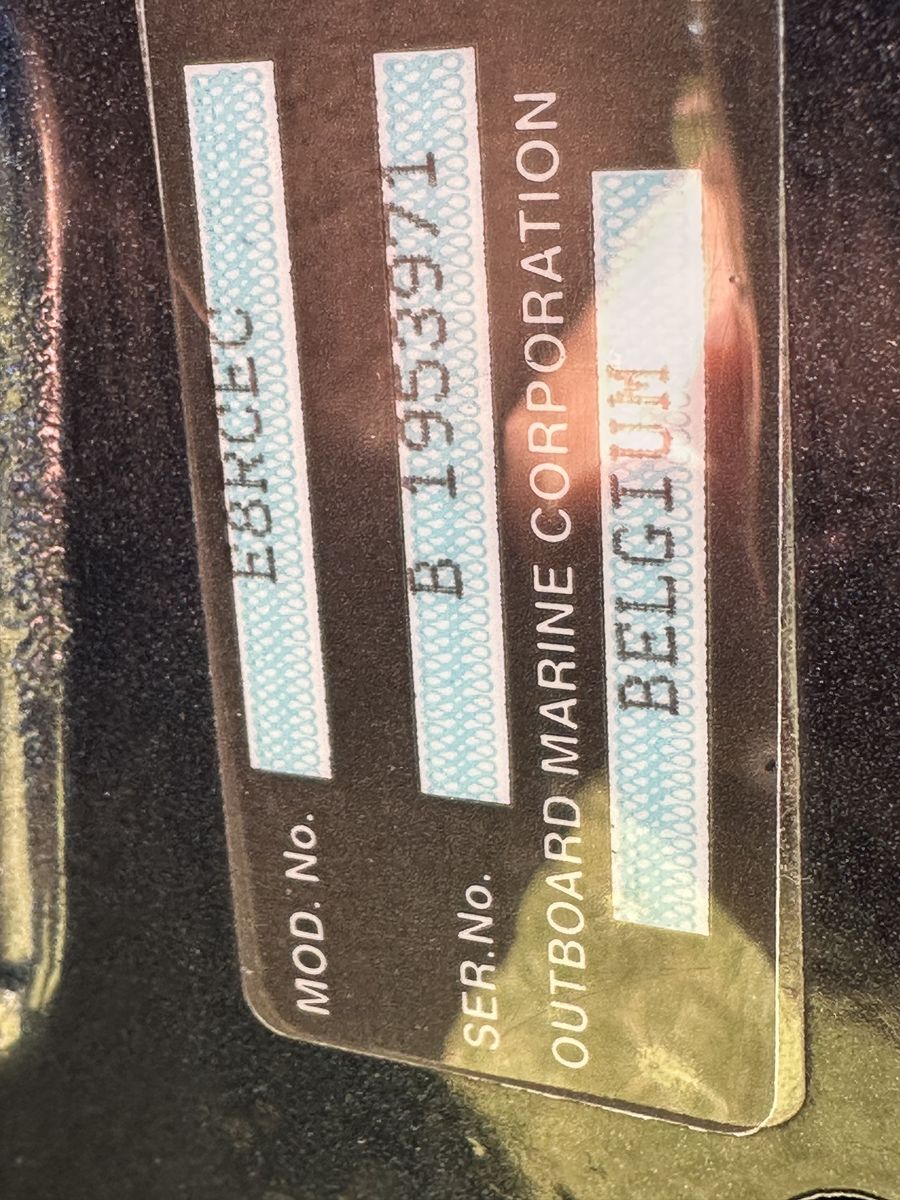 MOD. No. E8RCEC
SER.No. B 1953971
OUTBOARD MARINE CORPORATION
BELGIUM